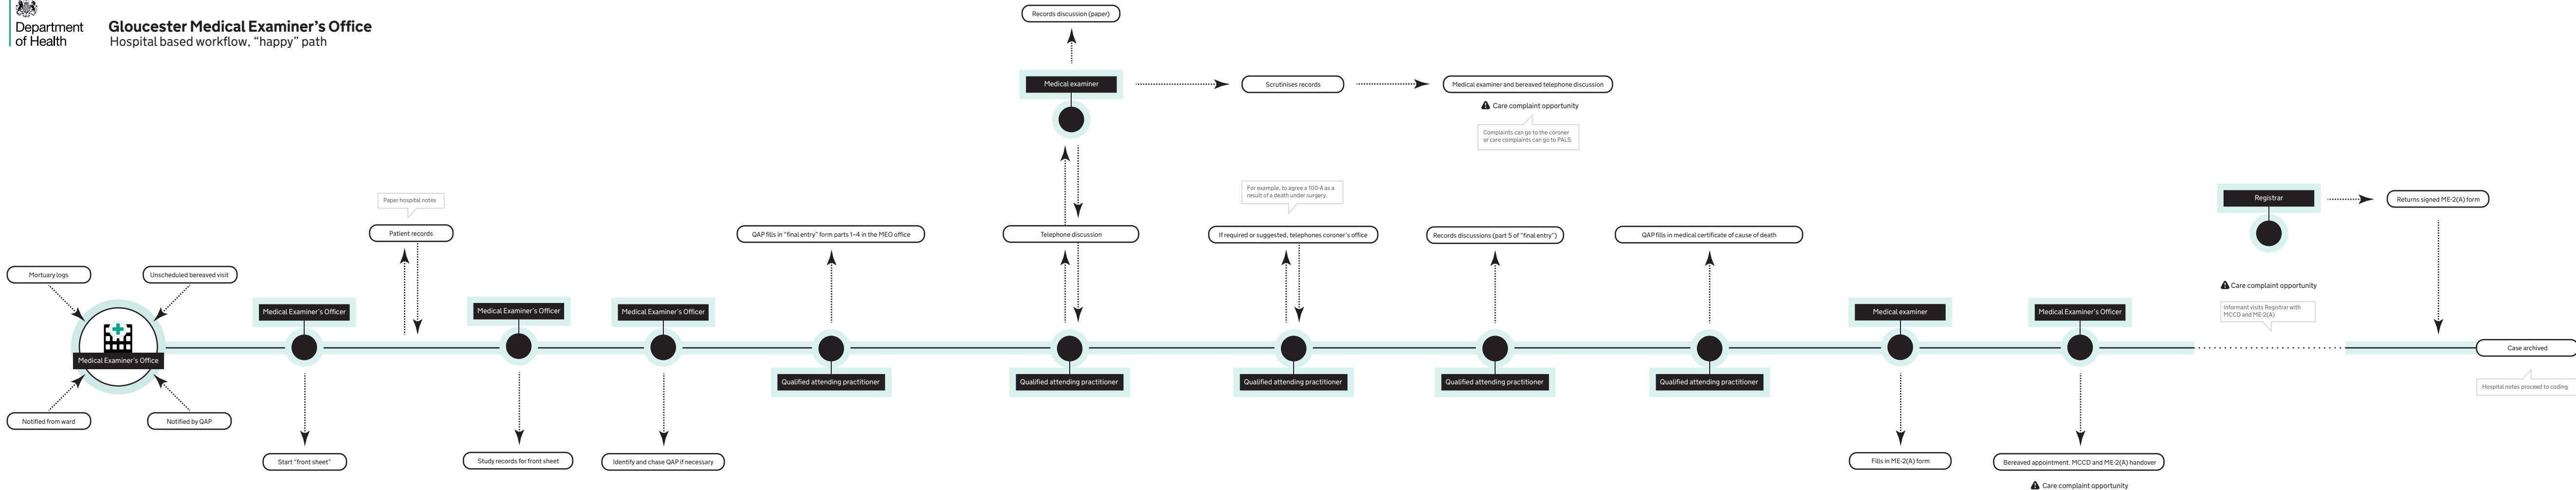 Department
of Health
Gloucester Medical Examiner's Office
Hospital based workflow, “happy” path
Records discussion (paper)
Medical examiner
Scrutinises records
Medical examiner and bereaved telephone discussion
Care complaint opportunity
Complaints can go to the coroner
or care complaints can go to PALS.
Paper hospital notes
For example, to agree a 100-A as a
result of a death under surgery.
Registrar
Returns signed ME-2(A) form
Patient records
QAP fills in “final entry” form parts 1–4 in the MEO office
Telephone discussion
If required or suggested, telephones coroner's office
Records discussions (part 5 of “final entry”)
QAP fills in medical certificate of cause of death
Mortuary logs
Unscheduled bereaved visit
Care complaint opportunity
Informant visits Registrar with
MCCD and ME-2(A)
Medical Examiner's Officer
Medical Examiner's Officer
Medical Examiner's Officer
Medical examiner
Medical Examiner's Officer
Case archived
Medical Examiner's Office
Qualified attending practitioner
Qualified attending practitioner
Qualified attending practitioner
Qualified attending practitioner
Qualified attending practitioner
Hospital notes proceed to coding
Notified from ward
Notified by QAP
Start “front sheet”
Study records for front sheet
Identify and chase QAP if necessary
Fills in ME-2(A) form
Bereaved appointment. MCCD and ME-2(A) handover
Care complaint opportunity